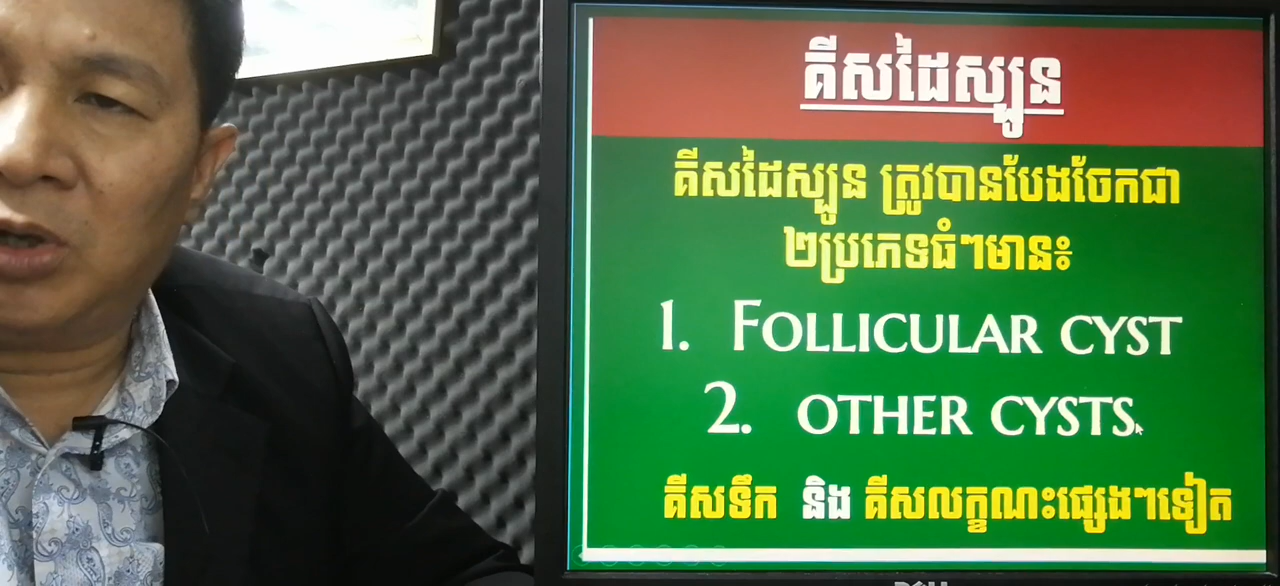 គីសដៃស្បូន
គីសដៃស្បូន ត្រូវបានបែងចែកជា
២ប្រភេទធំៗមាន៖
1. FOLLICULAR CYST
2. OTHER CYSTS.
គីសទឹក និង គីសលក្ខណះផ្សេងៗទៀត